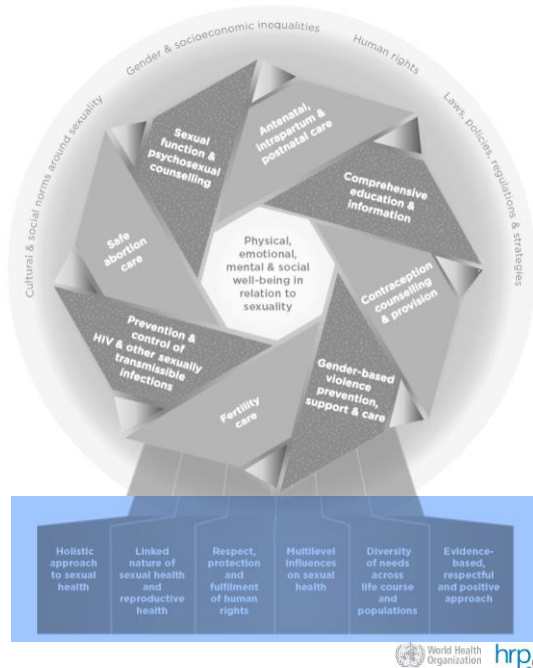 Cultural & social norms around sexuality
Gender & socioeconomic inequalities
Human rights
Laws, policies, regulations & strategies
Sexual
function &
psychosexual
counselling
Antenatal,
intrapartum &
postnatal care
Comprehensive
education &
information
Safe
abortion
care
Physical,
emotional,
mental & social
well-being in
relation to
sexuality
Contraception
counselling
& provision
Prevention &
control of
HIV & other sexually
transmissible
infections
Fertility
care
Gender-based
violence
prevention,
support & care
Holistic
approach
to sexual
health
Linked
nature of
sexual health
and
reproductive
health
Respect,
protection
and
fulfilment
of human
rights
Multilevel
influences
on sexual
health
Diversity
of needs
across
life course
and
populations
Evidence-
based,
respectful
and positive
approach
World Health
Organization
hrp.